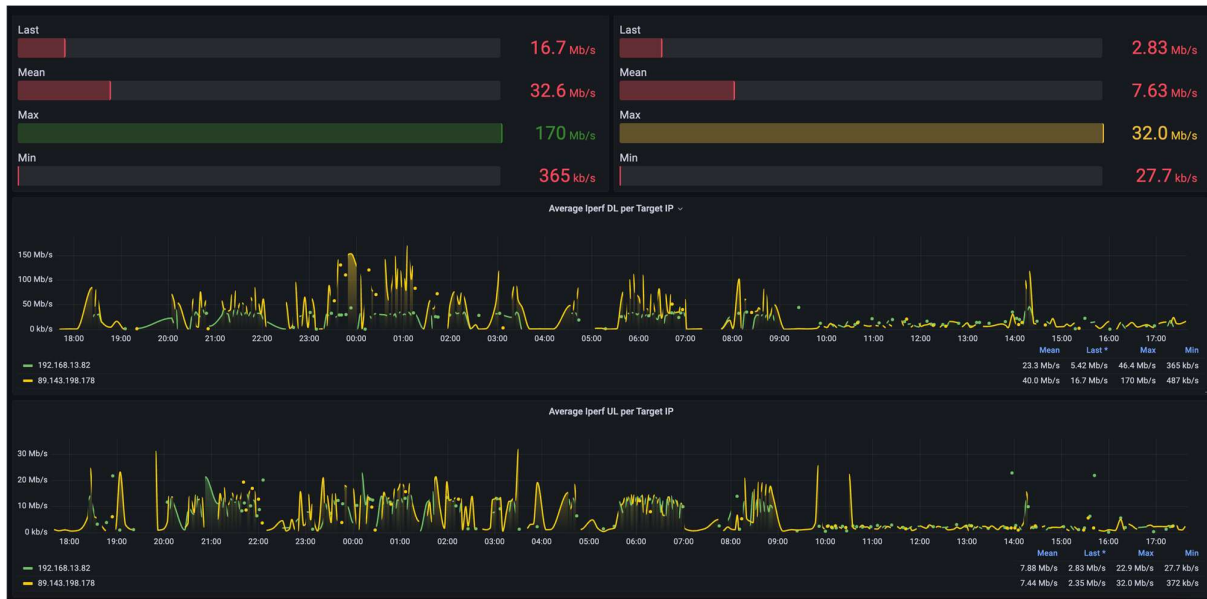 Last
16.7 Mb/s
Mean
32.6 Mb/s
Max
170 Mb/s
Min
365 kb/s
Last
2.83 Mb/s
Mean
7.63 Mb/s
Max
32.0 Mb/s
Min
27.7 kb/s
Average Iperf DL per Target IP
150 Mb/s
100 Mb/s
50 Mb/s
0 kb/s
18:00 19:00 20:00 21:00 22:00 23:00 00:00 01:00 02:00 03:00 04:00 05:00 06:00 07:00 08:00 09:00 10:00 11:00 12:00 13:00 14:00 15:00 16:00 17:00
Mean Last * Max Min
192.168.13.82 23.3 Mb/s 5.42 Mb/s 46.4 Mb/s 365 kb/s
89.143.198.178 40.0 Mb/s 16.7 Mb/s 170 Mb/s 487 kb/s
Average Iperf UL per Target IP
30 Mb/s
20 Mb/s
10 Mb/s
0 kb/s
18:00 19:00 20:00 21:00 22:00 23:00 00:00 01:00 02:00 03:00 04:00 05:00 06:00 07:00 08:00 09:00 10:00 11:00 12:00 13:00 14:00 15:00 16:00 17:00
Mean Last * Max Min
192.168.13.82 7.88 Mb/s 2.83 Mb/s 22.9 Mb/s 27.7 kb/s
89.143.198.178 7.44 Mb/s 2.35 Mb/s 32.0 Mb/s 372 kb/s